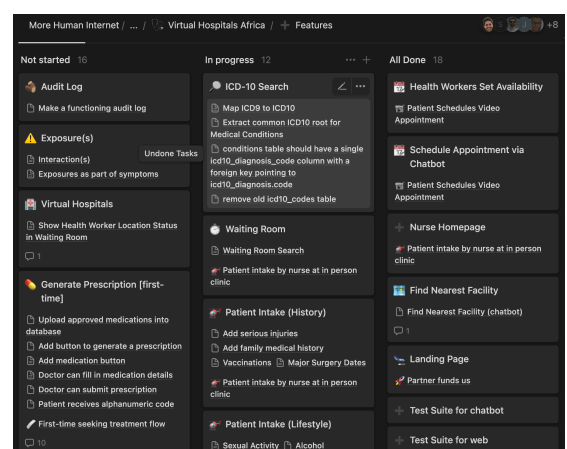 More Human Internet / ... / Virtual Hospitals Africa / Features
+8
Not started 16
Audit Log
Make a functioning audit log
Exposure(s)
Interaction(s)
Exposures as part of symptoms
Undone Tasks
Virtual Hospitals
Show Health Worker Location Status
in Waiting Room
1
Generate Prescription [first-
time]
Upload approved medications into
database
Add button to generate a prescription
Add medication button
Doctor can fill in medication details
Doctor can submit prescription
Patient receives alphanumeric code
First-time seeking treatment flow
10
In progress 12
ICD-10 Search
Map ICD9 to ICD10
Extract common ICD10 root for
Medical Conditions
conditions table should have a single
icd10_diagnosis_code column with a
foreign key pointing to
icd10_diagnosis.code
remove old icd10_codes table
Waiting Room
Waiting Room Search
Patient intake by nurse at in person
clinic
Patient Intake (History)
Add serious injuries
Add family medical history
Vaccinations Major Surgery Dates
Patient intake by nurse at in person
clinic
Patient Intake (Lifestyle)
Sexual Activity Alcohol
All Done 18
Health Workers Set Availability
Patient Schedules Video
Appointment
Schedule Appointment via
Chatbot
Patient Schedules Video
Appointment
Nurse Homepage
Patient intake by nurse at in person
clinic
Find Nearest Facility
Find Nearest Facility (chatbot)
1
Landing Page
Partner funds us
Test Suite for chatbot
Test Suite for web